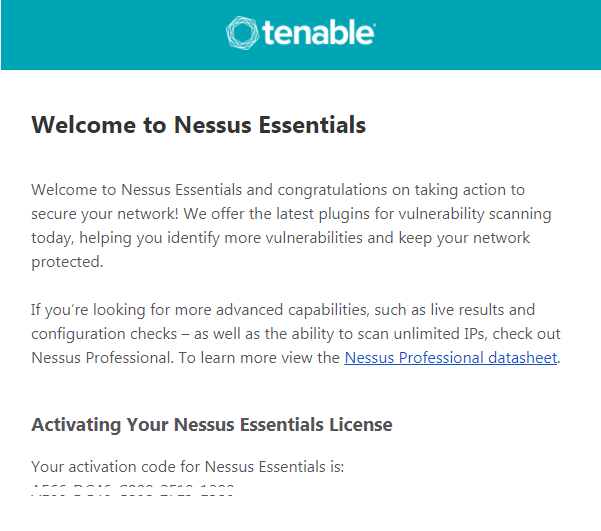 tenable
Welcome to Nessus Essentials
Welcome to Nessus Essentials and congratulations on taking action to
secure your network! We offer the latest plugins for vulnerability scanning
today, helping you identify more vulnerabilities and keep your network
protected.
If you’re looking for more advanced capabilities, such as live results and
configuration checks – as well as the ability to scan unlimited IPs, check out
Nessus Professional. To learn more view the Nessus Professional datasheet.
Activating Your Nessus Essentials License
Your activation code for Nessus Essentials is: